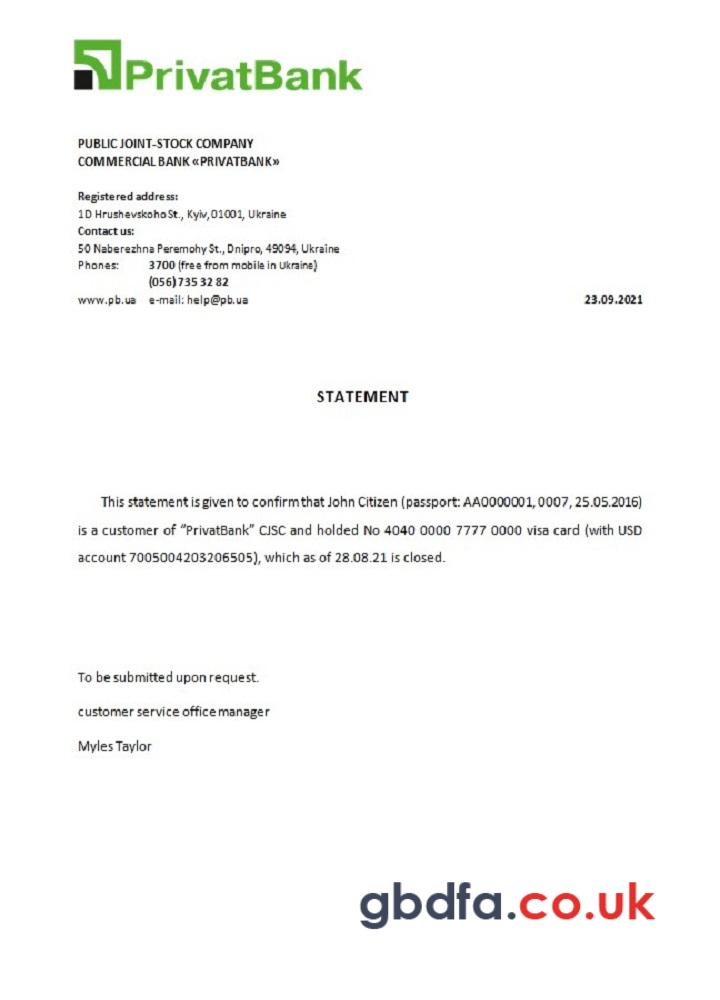 PrivatBank
PUBLIC JOINT-STOCK COMPANY
COMMERCIAL BANK «PRIVATBANK»
Registered address:
1D Hrushevskoho St., Kyiv, 01001, Ukraine
Contact us:
50 Naberezhna Peremohy St., Dnipro, 49094, Ukraine
Phones: 3700 (free from mobile in Ukraine)
(056) 735 32 82
www.pb.ua e-mail: help@pb.ua 23.09.2021
STATEMENT
This statement is given to confirm that John Citizen (passport: AA0000001, 0007, 25.05.2016)
is a customer of “PrivatBank” CJSC and holded No 4040 0000 7777 0000 visa card (with USD
account 7005004203206505), which as of 28.08.21 is closed.
To be submitted upon request.
customer service office manager
Myles Taylor
gbdfa.co.uk